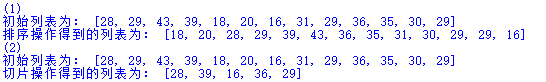 (1)
初始列表为： [28, 29, 43, 39, 18, 20, 16, 31, 29, 36, 35, 30, 29]
排序操作得到的列表为： [18, 20, 28, 29, 39, 43, 36, 35, 31, 30, 29, 29, 16]
(2)
初始列表为： [28, 29, 43, 39, 18, 20, 16, 31, 29, 36, 35, 30, 29]
切片操作得到的列表为： [28, 39, 16, 36, 29]